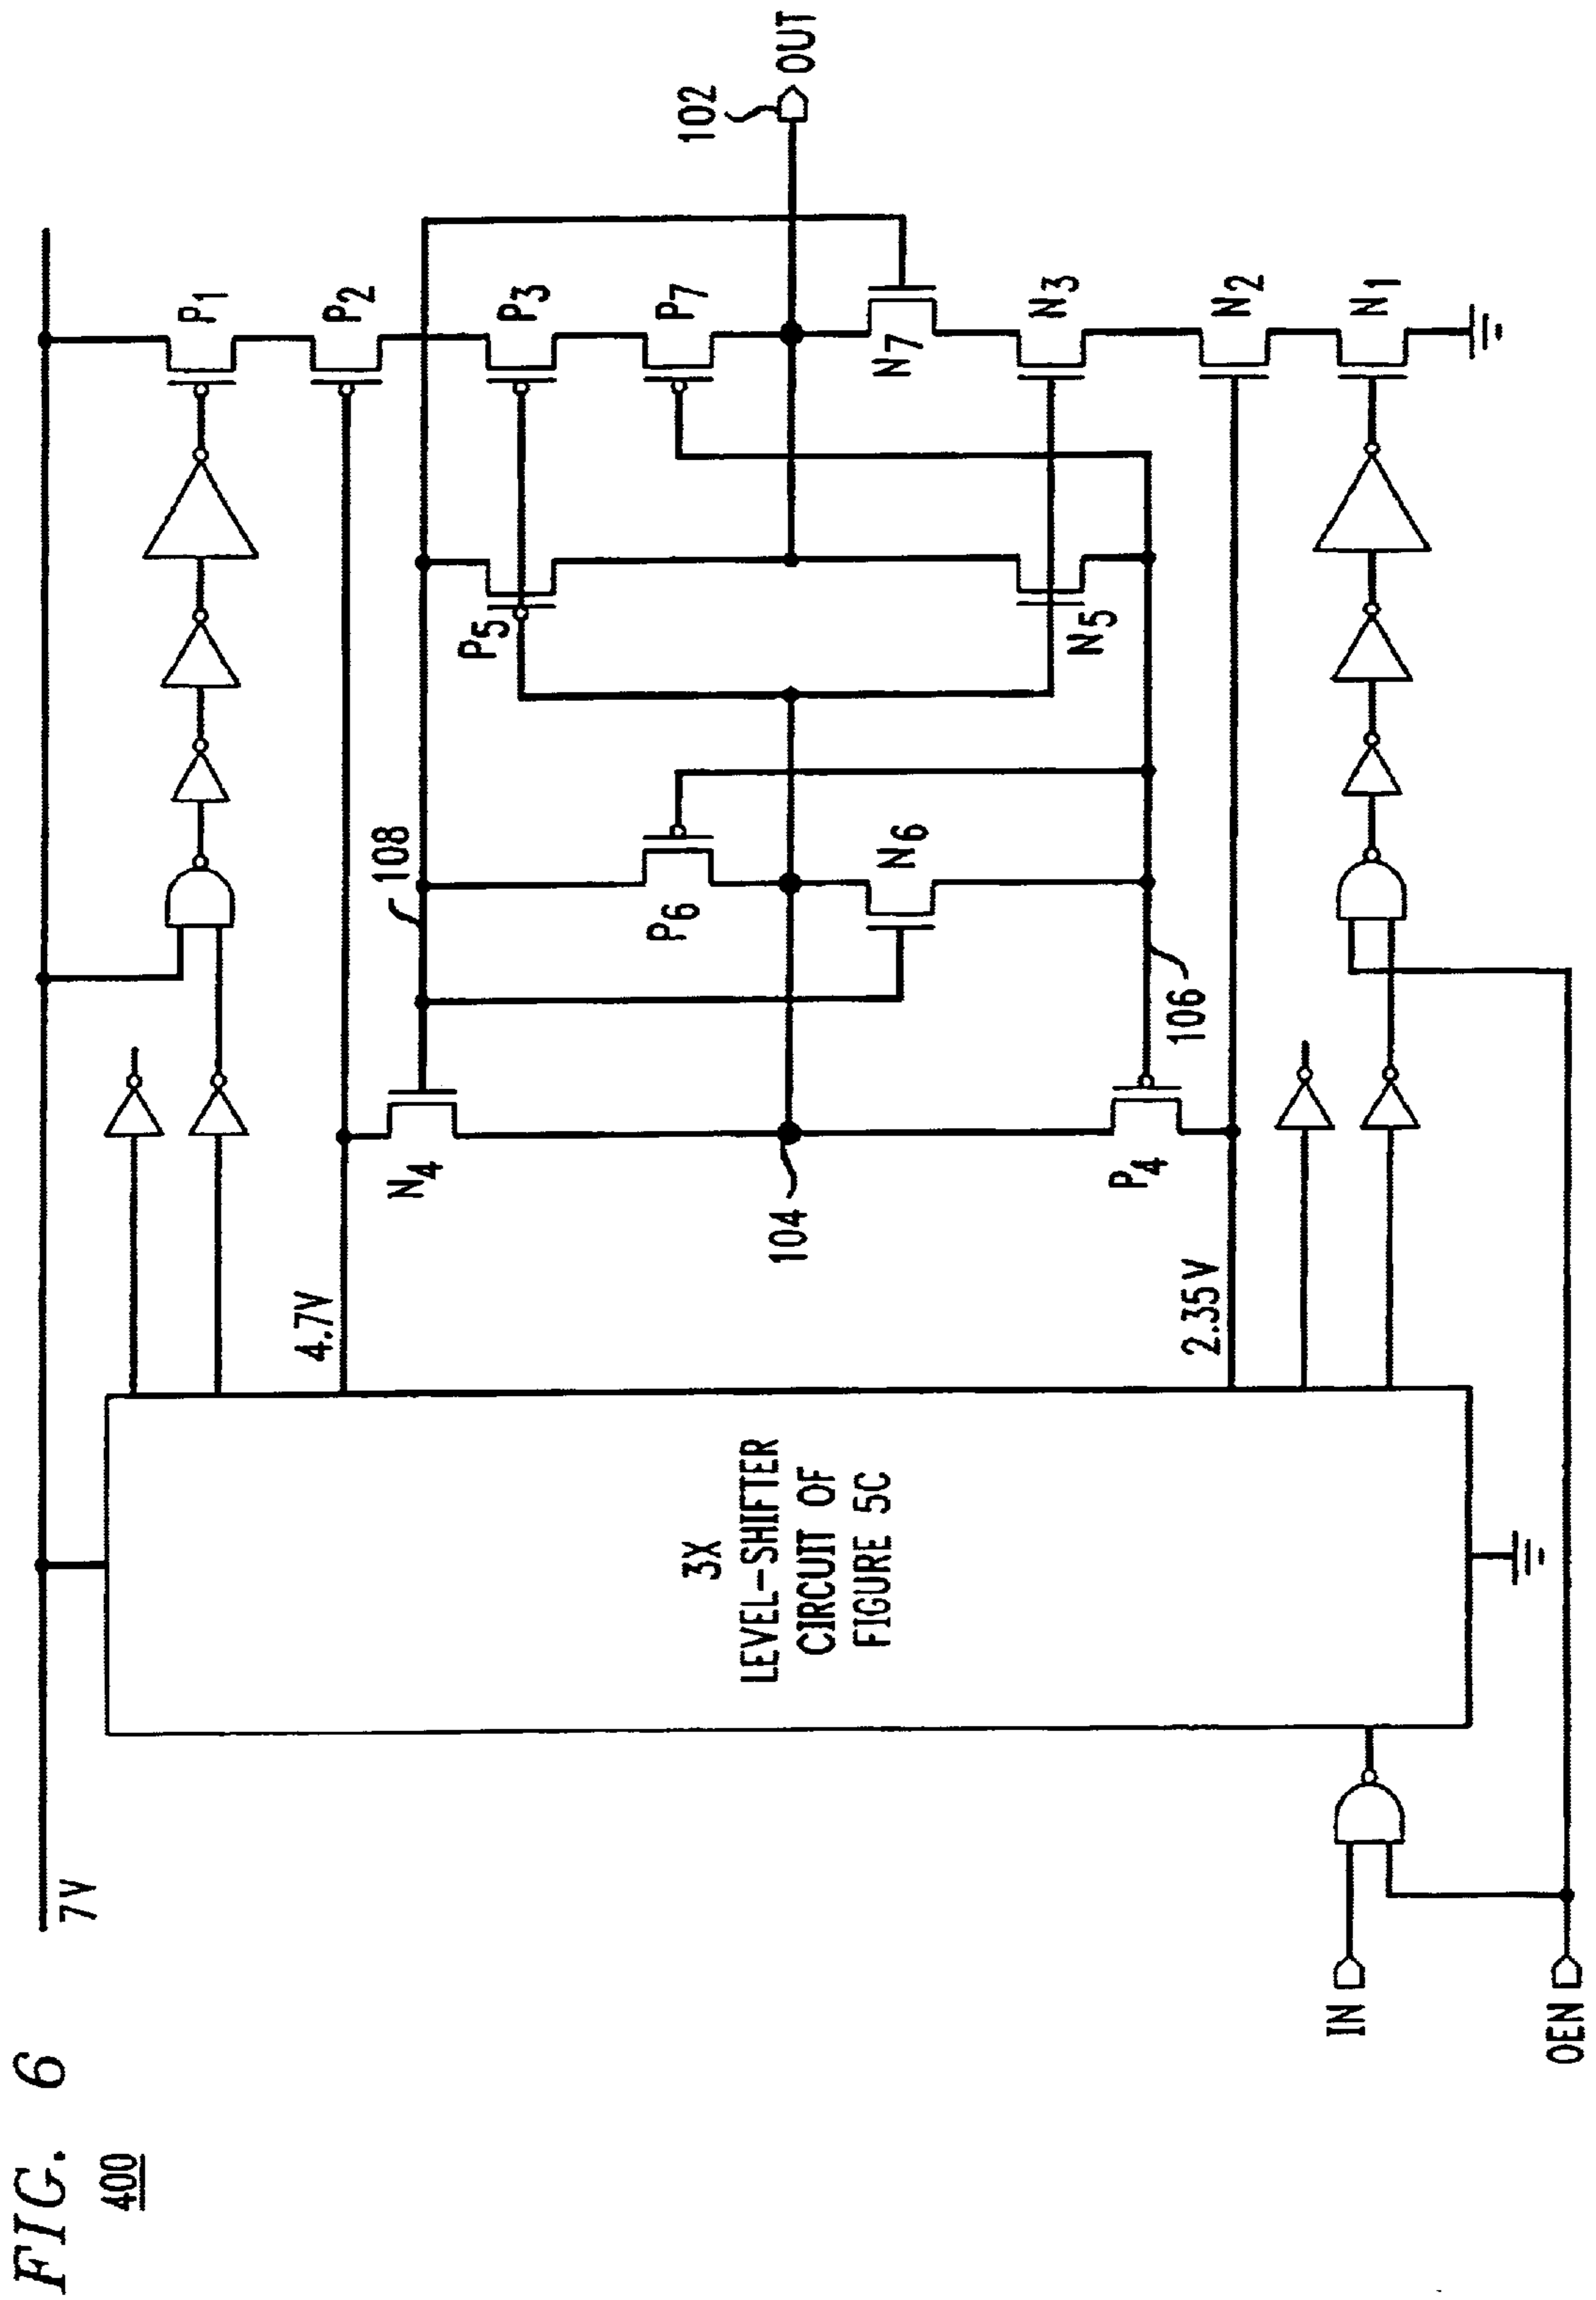 FIG. 6
400
7V
IN
OEN
3X
LEVEL-SHIFTER
CIRCUIT OF
FIGURE 5C
4.7V
2.35V
104
106
108
102
OUT
N4
P4
P6
N6
P5
N5
P1
P2
P3
P7
N7
N3
N2
N1